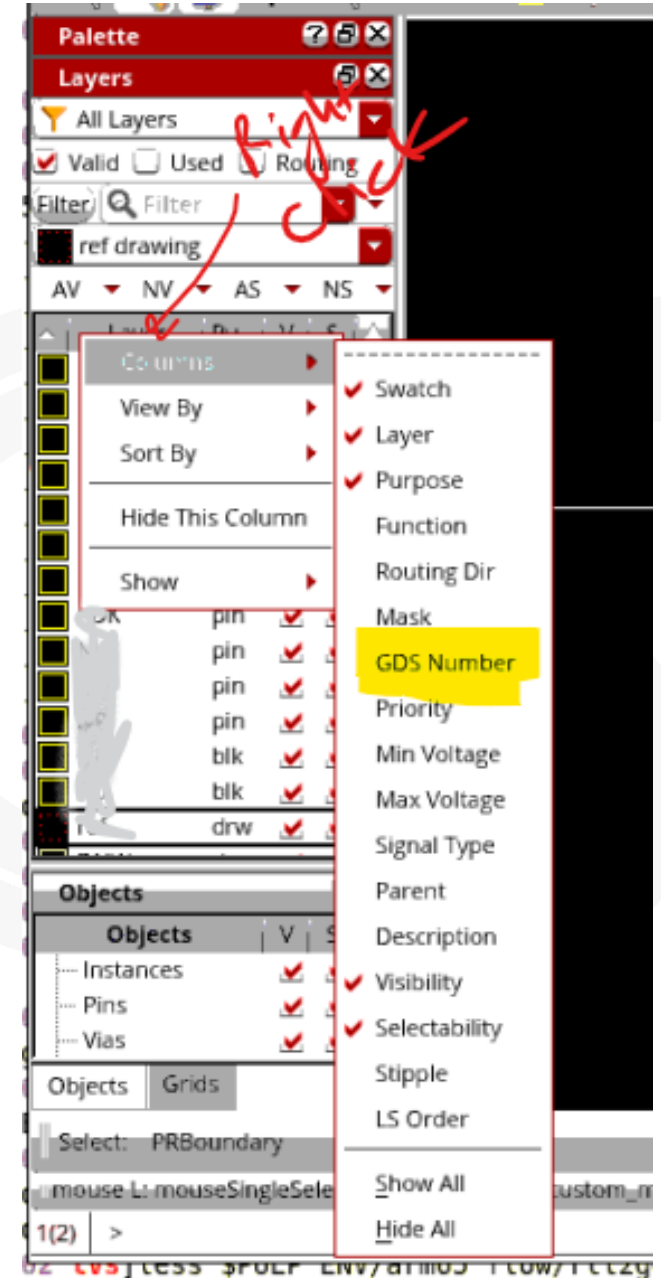 Palette
Layers
All Layers
Right
Click
Valid Used Routing
Filter Filter
ref drawing
AV NV AS NS
Columns
View By
Sort By
Hide This Column
Show
Swatch
Layer
Purpose
Function
Routing Dir
Mask
GDS Number
Priority
Min Voltage
Max Voltage
Signal Type
Parent
Description
Visibility
Selectability
Stipple
LS Order
Show All
Hide All
pin
pin
pin
pin
blk
blk
drw
Objects
Objects V S
Instances
Pins
Vias
Objects Grids
Select: PRBoundary
mouse L: mouseSingleSele
1(2) >